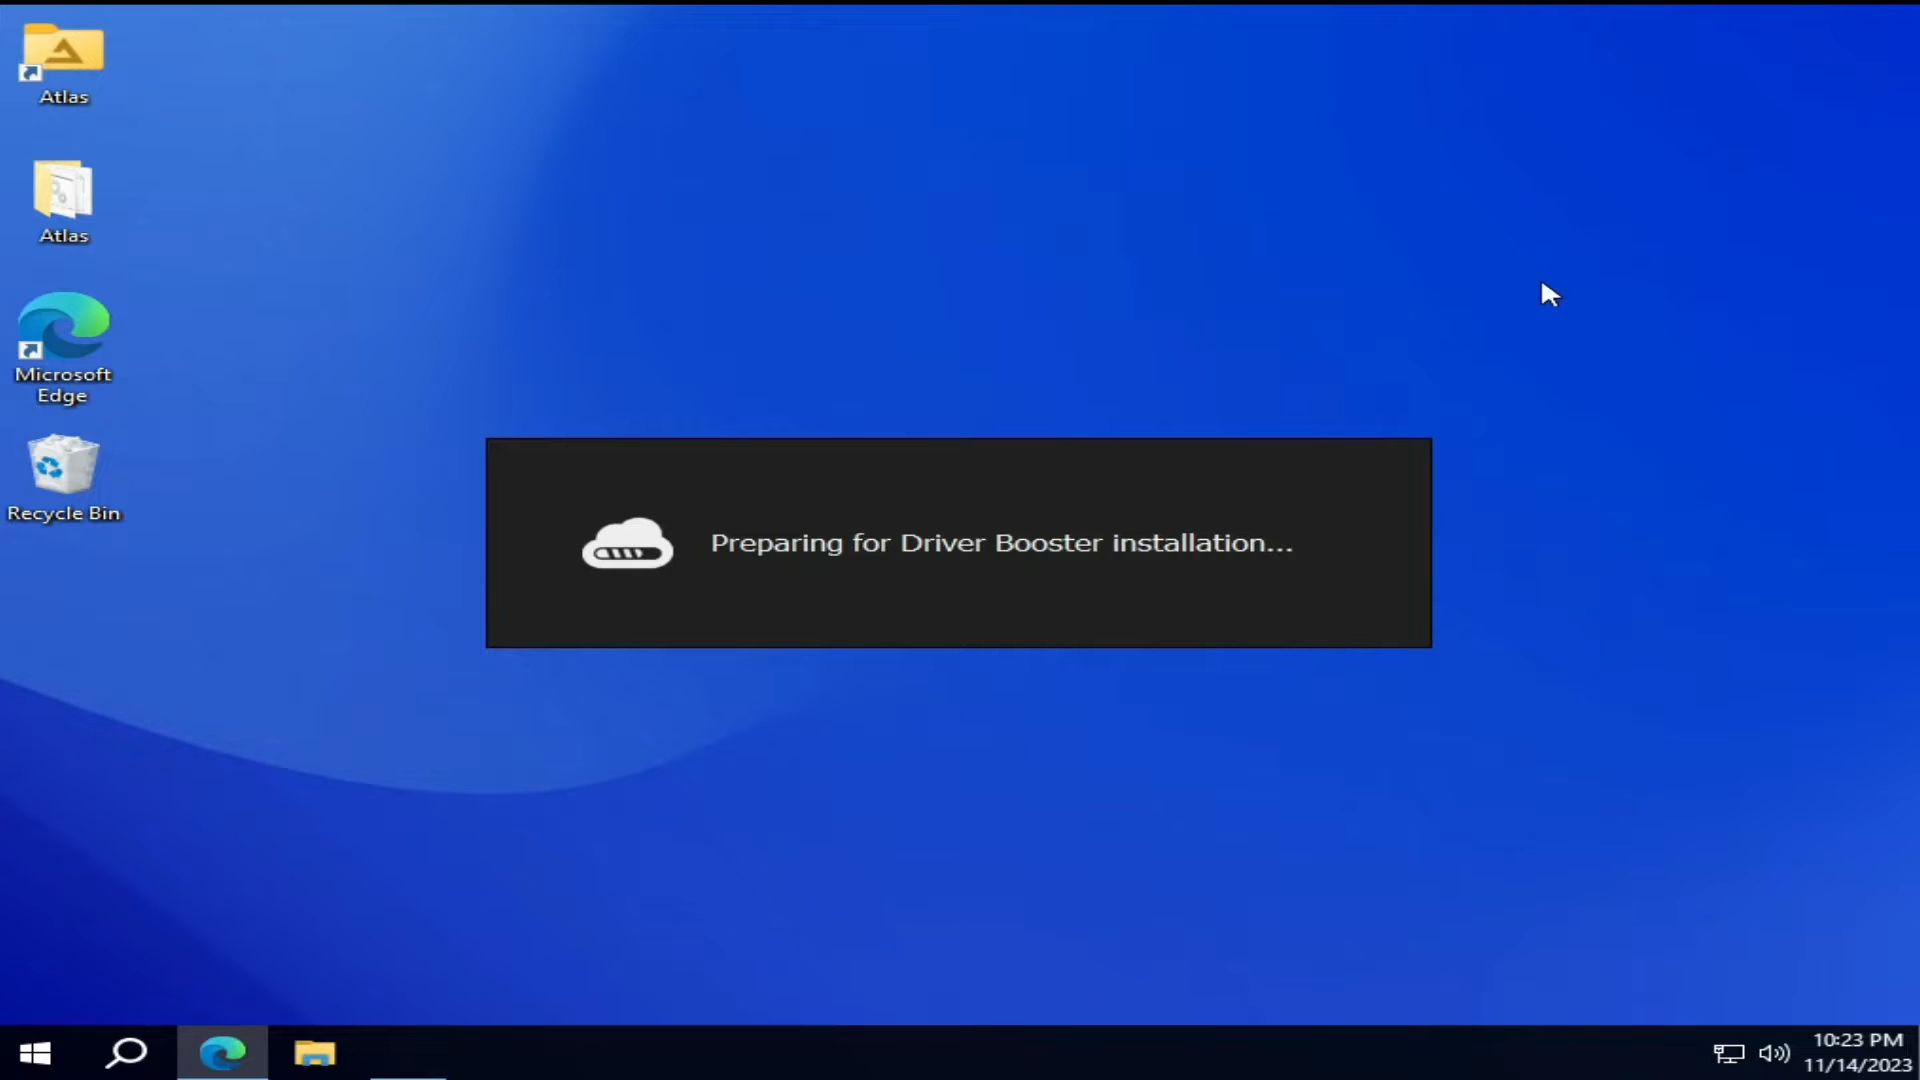 Atlas
Atlas
Microsoft
Edge
Recycle Bin
Preparing for Driver Booster installation...
10:23 PM
11/14/2023